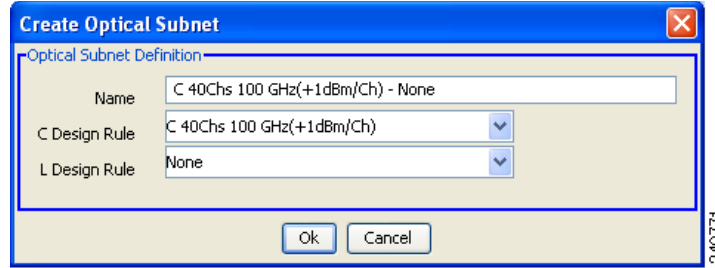 Create Optical Subnet
Optical Subnet Definition
Name C 40Chs 100 GHz(+1dBm/Ch) - None
C Design Rule C 40Chs 100 GHz(+1dBm/Ch)
L Design Rule None
Ok Cancel